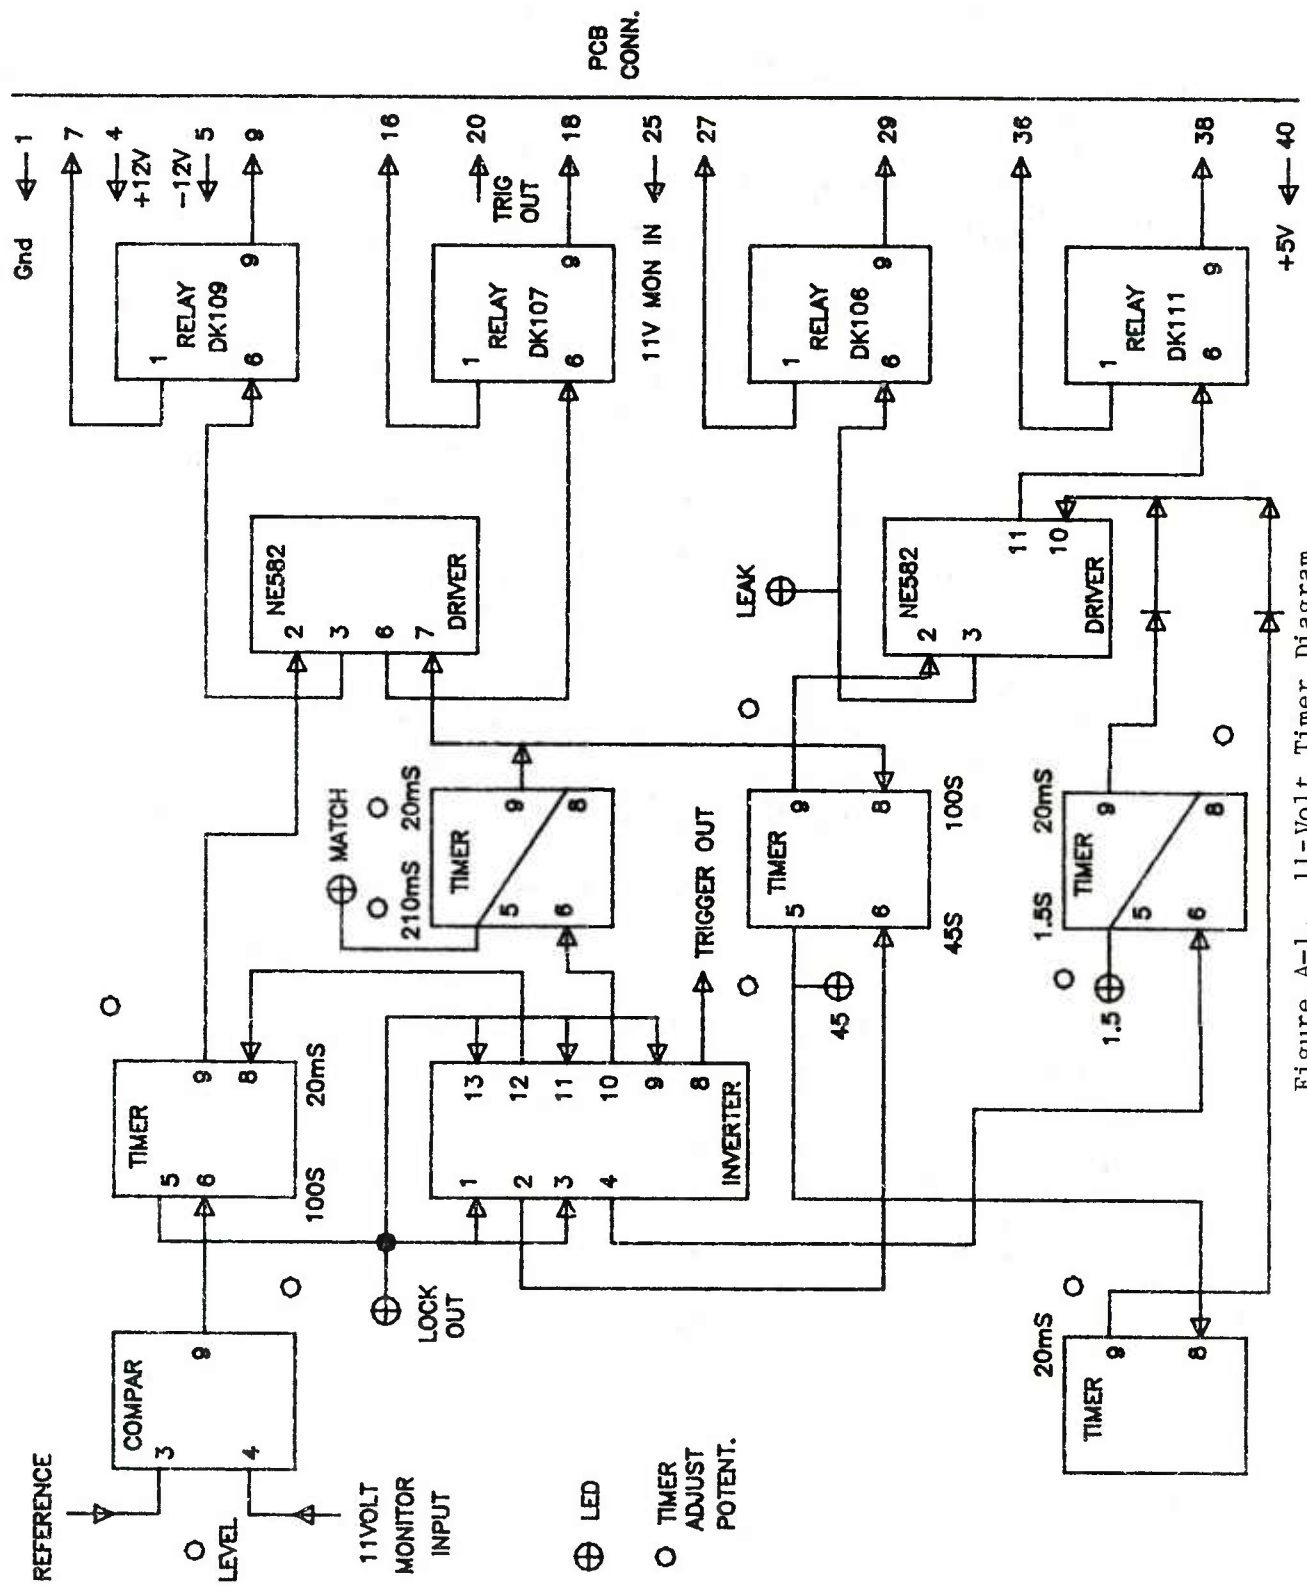 REFERENCE
LEVEL
11VOLT
MONITOR
INPUT
COMPAR
3
4
9
LED
TIMER
ADJUST
POTENT.
LOCK
OUT
TIMER
5
6
9
8
100S
20mS
INVERTER
1
2
3
4
13
12
11
10
9
8
TRIGGER OUT
MATCH
210mS
20mS
TIMER
5
6
9
8
TIMER
5
6
9
8
45S
100S
45
TIMER
5
6
9
8
1.5S
20mS
1.5
TIMER
9
8
20mS
NE582
2
3
6
7
DRIVER
LEAK
NE582
2
3
11
10
DRIVER
RELAY
DK109
1
6
9
RELAY
DK107
1
6
9
RELAY
DK106
1
6
9
RELAY
DK111
1
6
9
Gnd
1
7
4
+12V
-12V
5
9
16
20
TRIG
OUT
18
11V MON IN
25
27
29
36
38
+5V
40
PCB
CONN.
Figure A-1. 11-Volt Timer Diagram